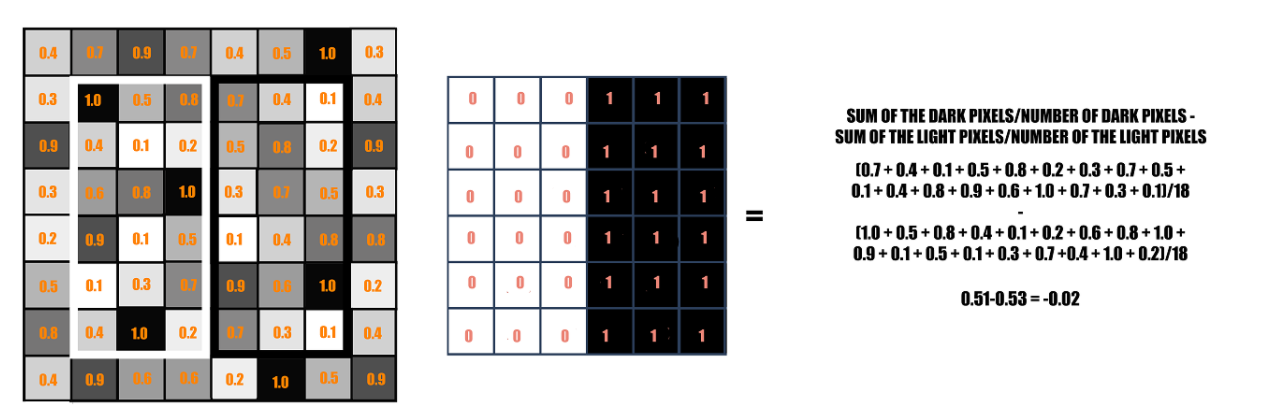 0.4 0.7 0.9 0.7 0.4 0.5 1.0 0.3
0.3 1.0 0.5 0.8 0.7 0.4 0.1 0.4
0.9 0.4 0.1 0.2 0.5 0.8 0.2 0.9
0.3 0.6 0.8 1.0 0.3 0.7 0.5 0.3
0.2 0.9 0.1 0.5 0.1 0.4 0.8 0.8
0.5 0.1 0.3 0.7 0.9 0.6 1.0 0.2
0.8 0.4 1.0 0.2 0.7 0.3 0.1 0.4
0.4 0.9 0.2 1.0 0.5 0.9
0 0 0 1 1 1
0 0 0 1 1 1
0 0 0 1 1 1
0 0 0 1 1 1
0 0 0 1 1 1
0 0 0 1 1 1
=
SUM OF THE DARK PIXELS/NUMBER OF DARK PIXELS -
SUM OF THE LIGHT PIXELS/NUMBER OF THE LIGHT PIXELS
(0.7 + 0.4 + 0.1 + 0.5 + 0.8 + 0.2 + 0.3 + 0.7 + 0.5 +
0.1 + 0.4 + 0.8 + 0.9 + 0.6 + 1.0 + 0.7 + 0.3 + 0.1)/18
-
(1.0 + 0.5 + 0.8 + 0.4 + 0.1 + 0.2 + 0.6 + 0.8 + 1.0 +
0.9 + 0.1 + 0.5 + 0.1 + 0.3 + 0.7 +0.4 + 1.0 + 0.2)/18
0.51-0.53 = -0.02